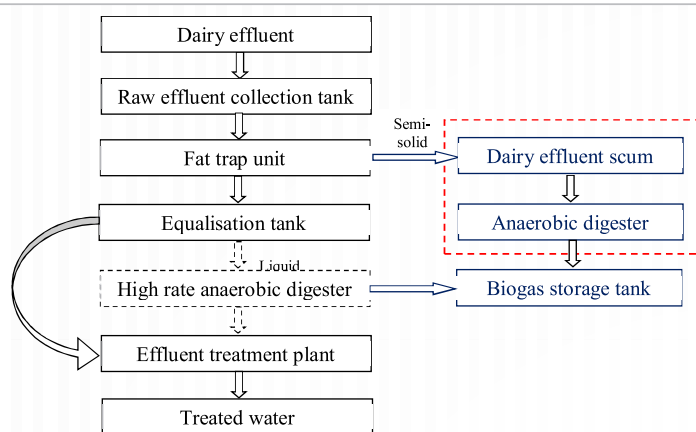 Dairy effluent
Raw effluent collection tank
Semi-
solid
Fat trap unit
Dairy effluent scum
Equalisation tank
Anaerobic digester
Liquid
High rate anaerobic digester
Biogas storage tank
Effluent treatment plant
Treated water